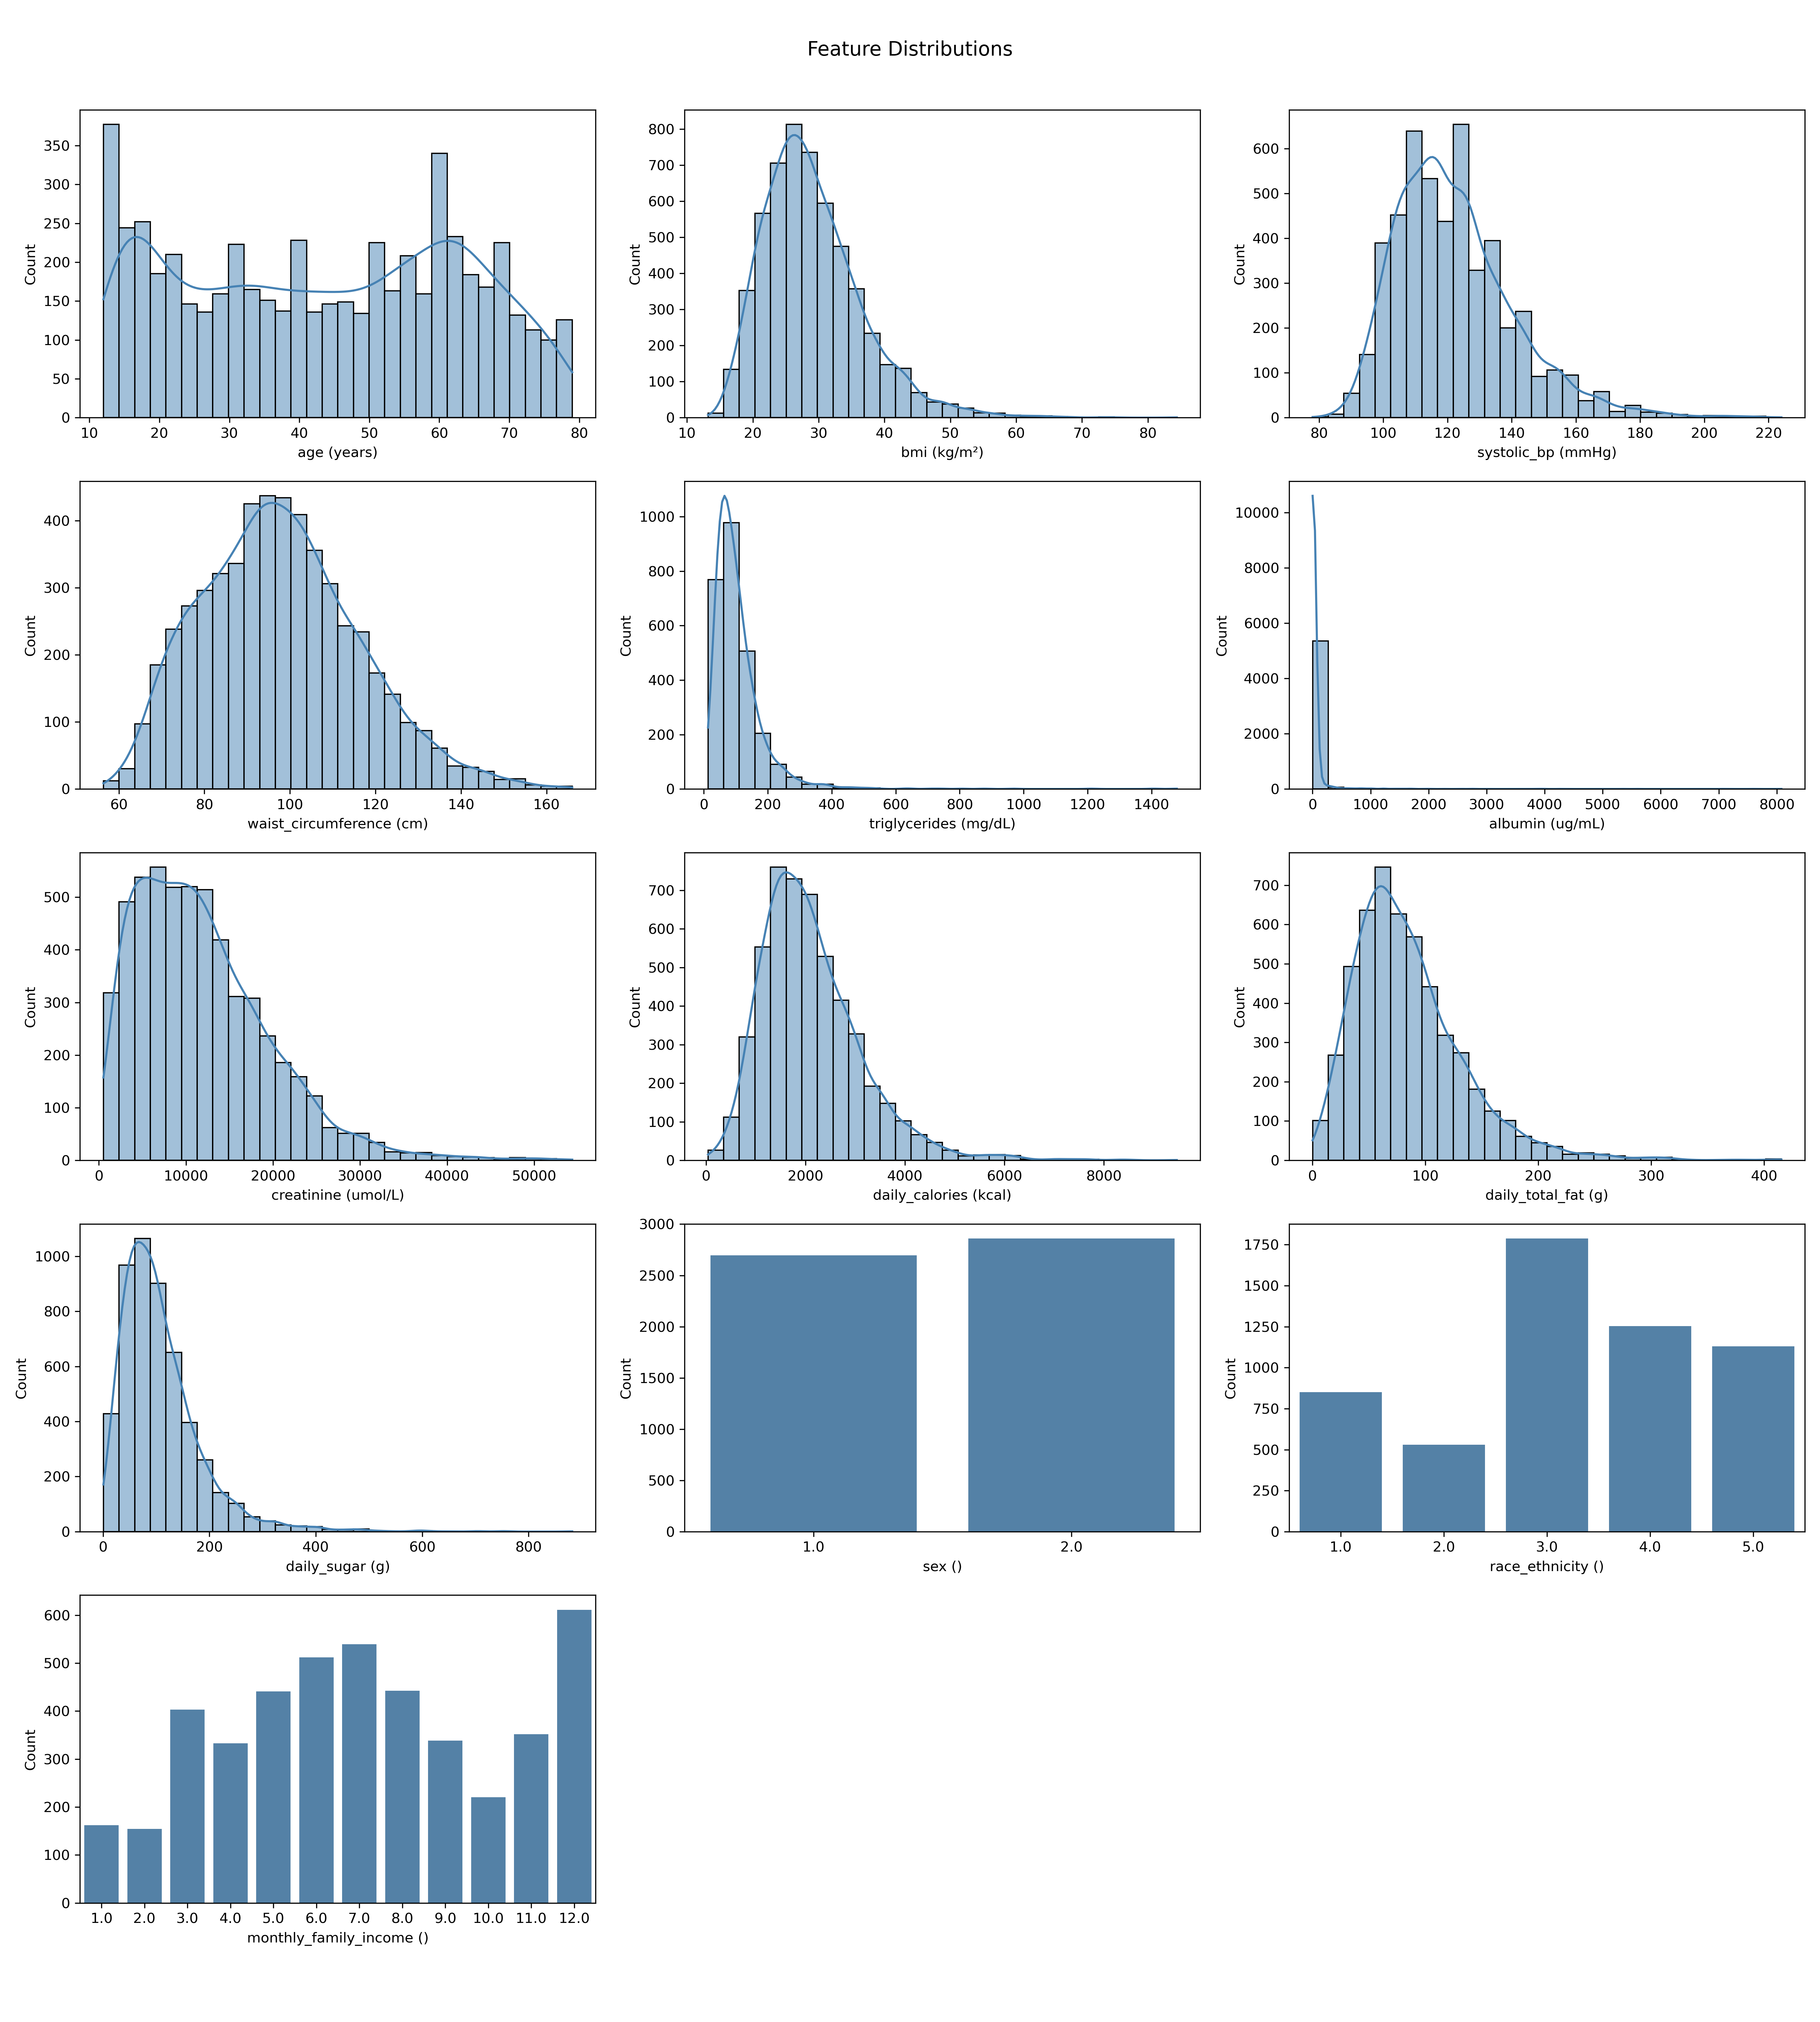 Feature Distributions
350
300
250
200
150
100
50
0
Count
10 20 30 40 50 60 70 80
age (years)
800
700
600
500
400
300
200
100
0
Count
10 20 30 40 50 60 70 80
bmi (kg/m²)
600
500
400
300
200
100
0
Count
80 100 120 140 160 180 200 220
systolic_bp (mmHg)
400
300
200
100
0
Count
60 80 100 120 140 160
waist_circumference (cm)
1000
800
600
400
200
0
Count
0 200 400 600 800 1000 1200 1400
triglycerides (mg/dL)
10000
8000
6000
4000
2000
0
Count
0 1000 2000 3000 4000 5000 6000 7000 8000
albumin (ug/mL)
500
400
300
200
100
0
Count
0 10000 20000 30000 40000 50000
creatinine (umol/L)
700
600
500
400
300
200
100
0
Count
0 2000 4000 6000 8000
daily_calories (kcal)
700
600
500
400
300
200
100
0
Count
0 100 200 300 400
daily_total_fat (g)
1000
800
600
400
200
0
Count
0 200 400 600 800
daily_sugar (g)
3000
2500
2000
1500
1000
500
0
Count
1.0 2.0
sex ()
1750
1500
1250
1000
750
500
250
0
Count
1.0 2.0 3.0 4.0 5.0
race_ethnicity ()
600
500
400
300
200
100
0
Count
1.0 2.0 3.0 4.0 5.0 6.0 7.0 8.0 9.0 10.0 11.0 12.0
monthly_family_income ()